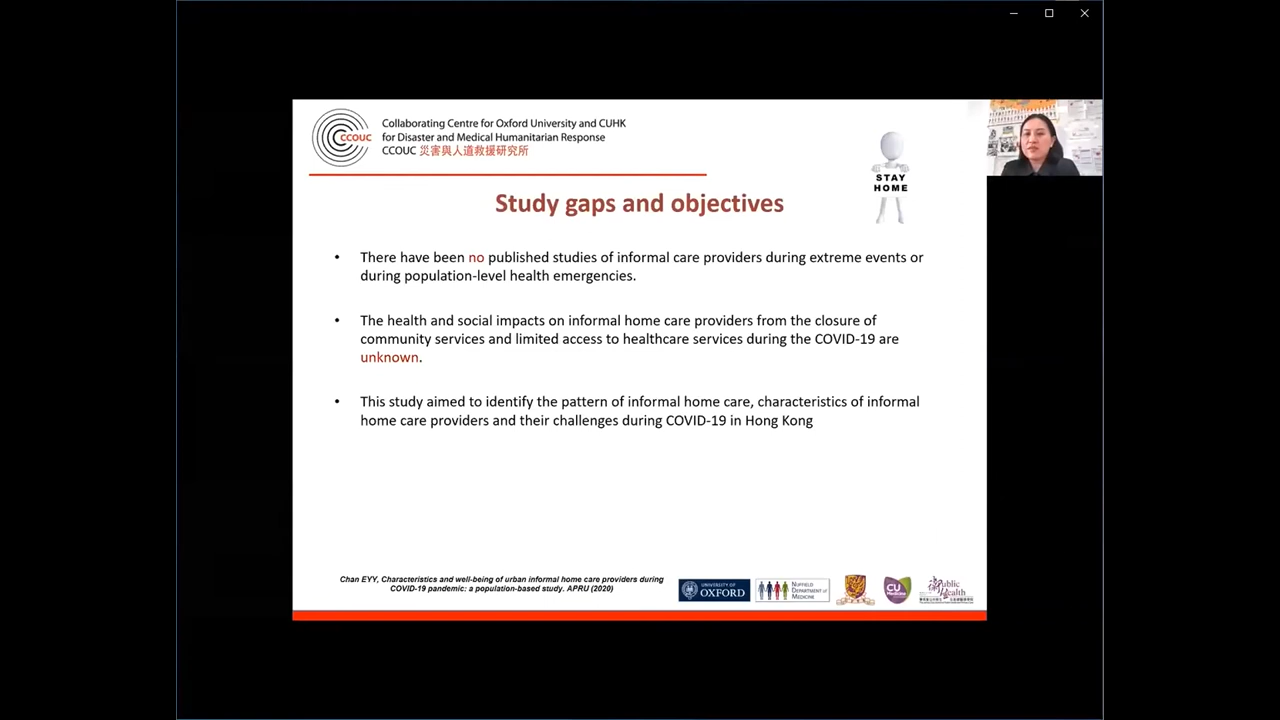 Collaborating Centre for Oxford University and CUHK
for Disaster and Medical Humanitarian Response
CCOUC
CCOUC 災害與人道救援研究所
STAY
HOME
Study gaps and objectives
• There have been no published studies of informal care providers during extreme events or
during population-level health emergencies.
• The health and social impacts on informal home care providers from the closure of
community services and limited access to healthcare services during the COVID-19 are
unknown.
• This study aimed to identify the pattern of informal home care, characteristics of informal
home care providers and their challenges during COVID-19 in Hong Kong
Chan EYY, Characteristics and well-being of urban informal home care providers during
COVID-19 pandemic: a population-based study. APRU (2020)
UNIVERSITY OF
OXFORD
NUFFIELD
DEPARTMENT OF
MEDICINE
CU
Medicine
Public
Health